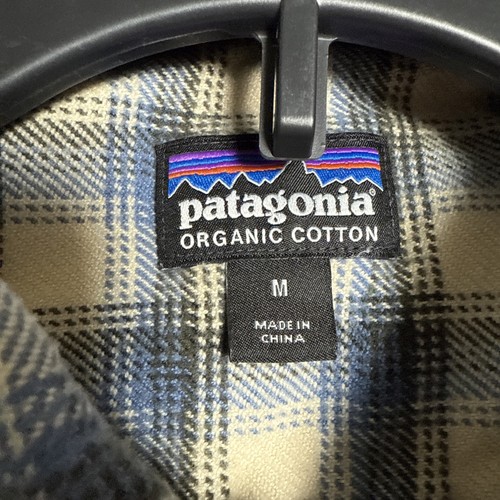 patagonia®
ORGANIC COTTON
M
MADE IN
CHINA